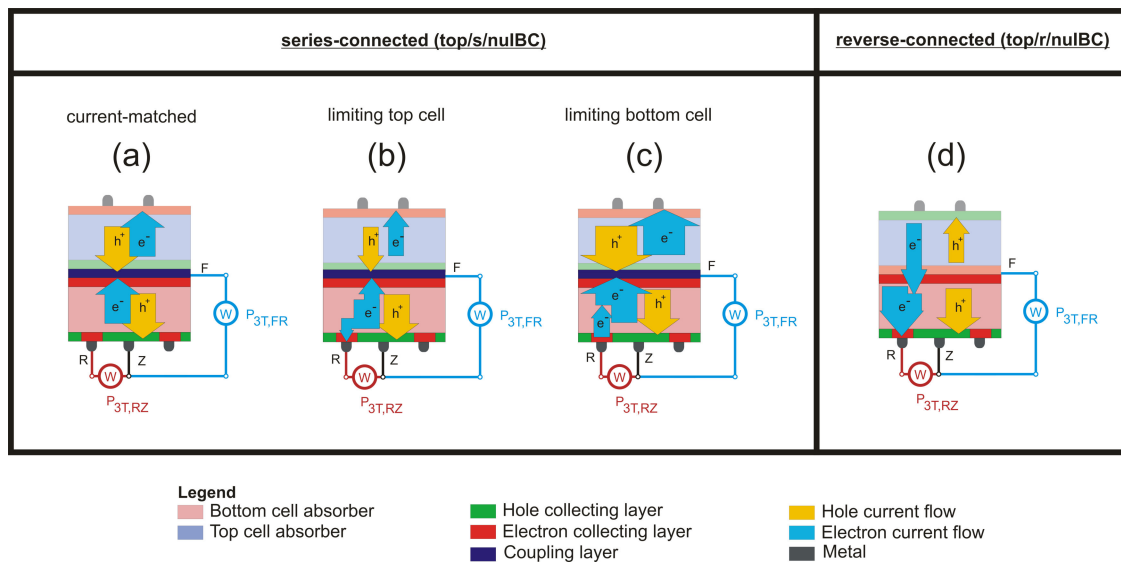 series-connected (top/s/nuIBC)
reverse-connected (top/r/nuIBC)
current-matched
limiting top cell
limiting bottom cell
(a)
(b)
(c)
(d)
h+
e-
e-
h+
F
W
P3T,FR
R
Z
W
P3T,RZ
h+
e-
e-
h+
F
W
P3T,FR
R
Z
W
P3T,RZ
h+
e-
e-
e-
h+
F
W
P3T,FR
R
Z
W
P3T,RZ
e-
h+
e-
h+
F
W
P3T,FR
R
Z
W
P3T,RZ
Legend
Bottom cell absorber
Top cell absorber
Hole collecting layer
Electron collecting layer
Coupling layer
Hole current flow
Electron current flow
Metal